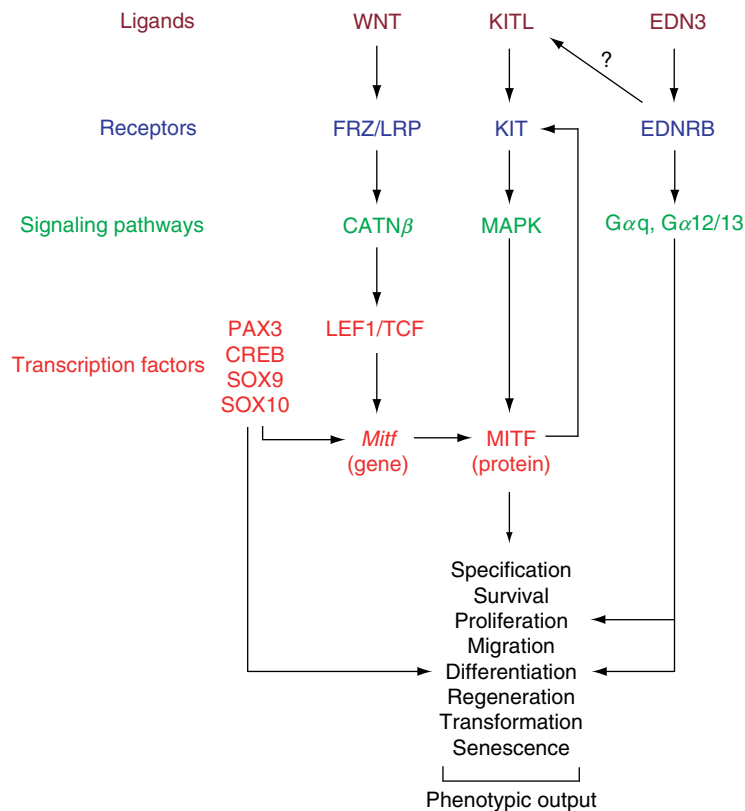 Ligands WNT KITL EDN3
?
Receptors FRZ/LRP KIT EDNRB
Signaling pathways CATNβ MAPK Gαq, Gα12/13
PAX3 LEF1/TCF
CREB
Transcription factors
SOX9
SOX10
Mitf MITF
(gene) (protein)
Specification
Survival
Proliferation
Migration
Differentiation
Regeneration
Transformation
Senescence
Phenotypic output